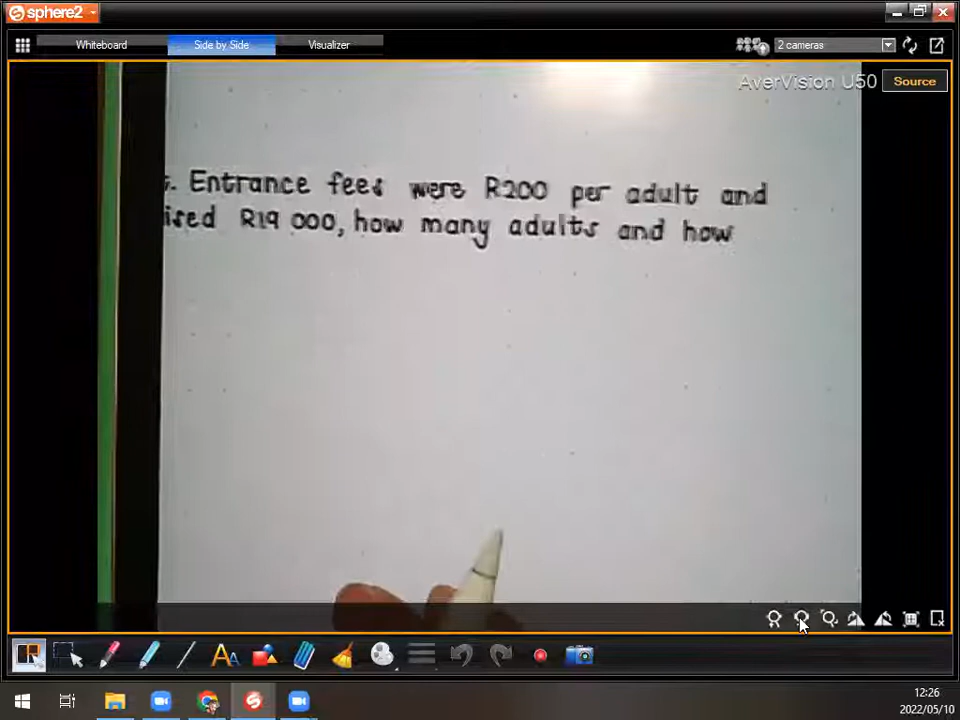 sphere2
Whiteboard
Side by Side
Visualizer
2 cameras
AverVision U50
Source
. Entrance fees were R200 per adult and
ised R19 000, how many adults and how
12:26
2022/05/10